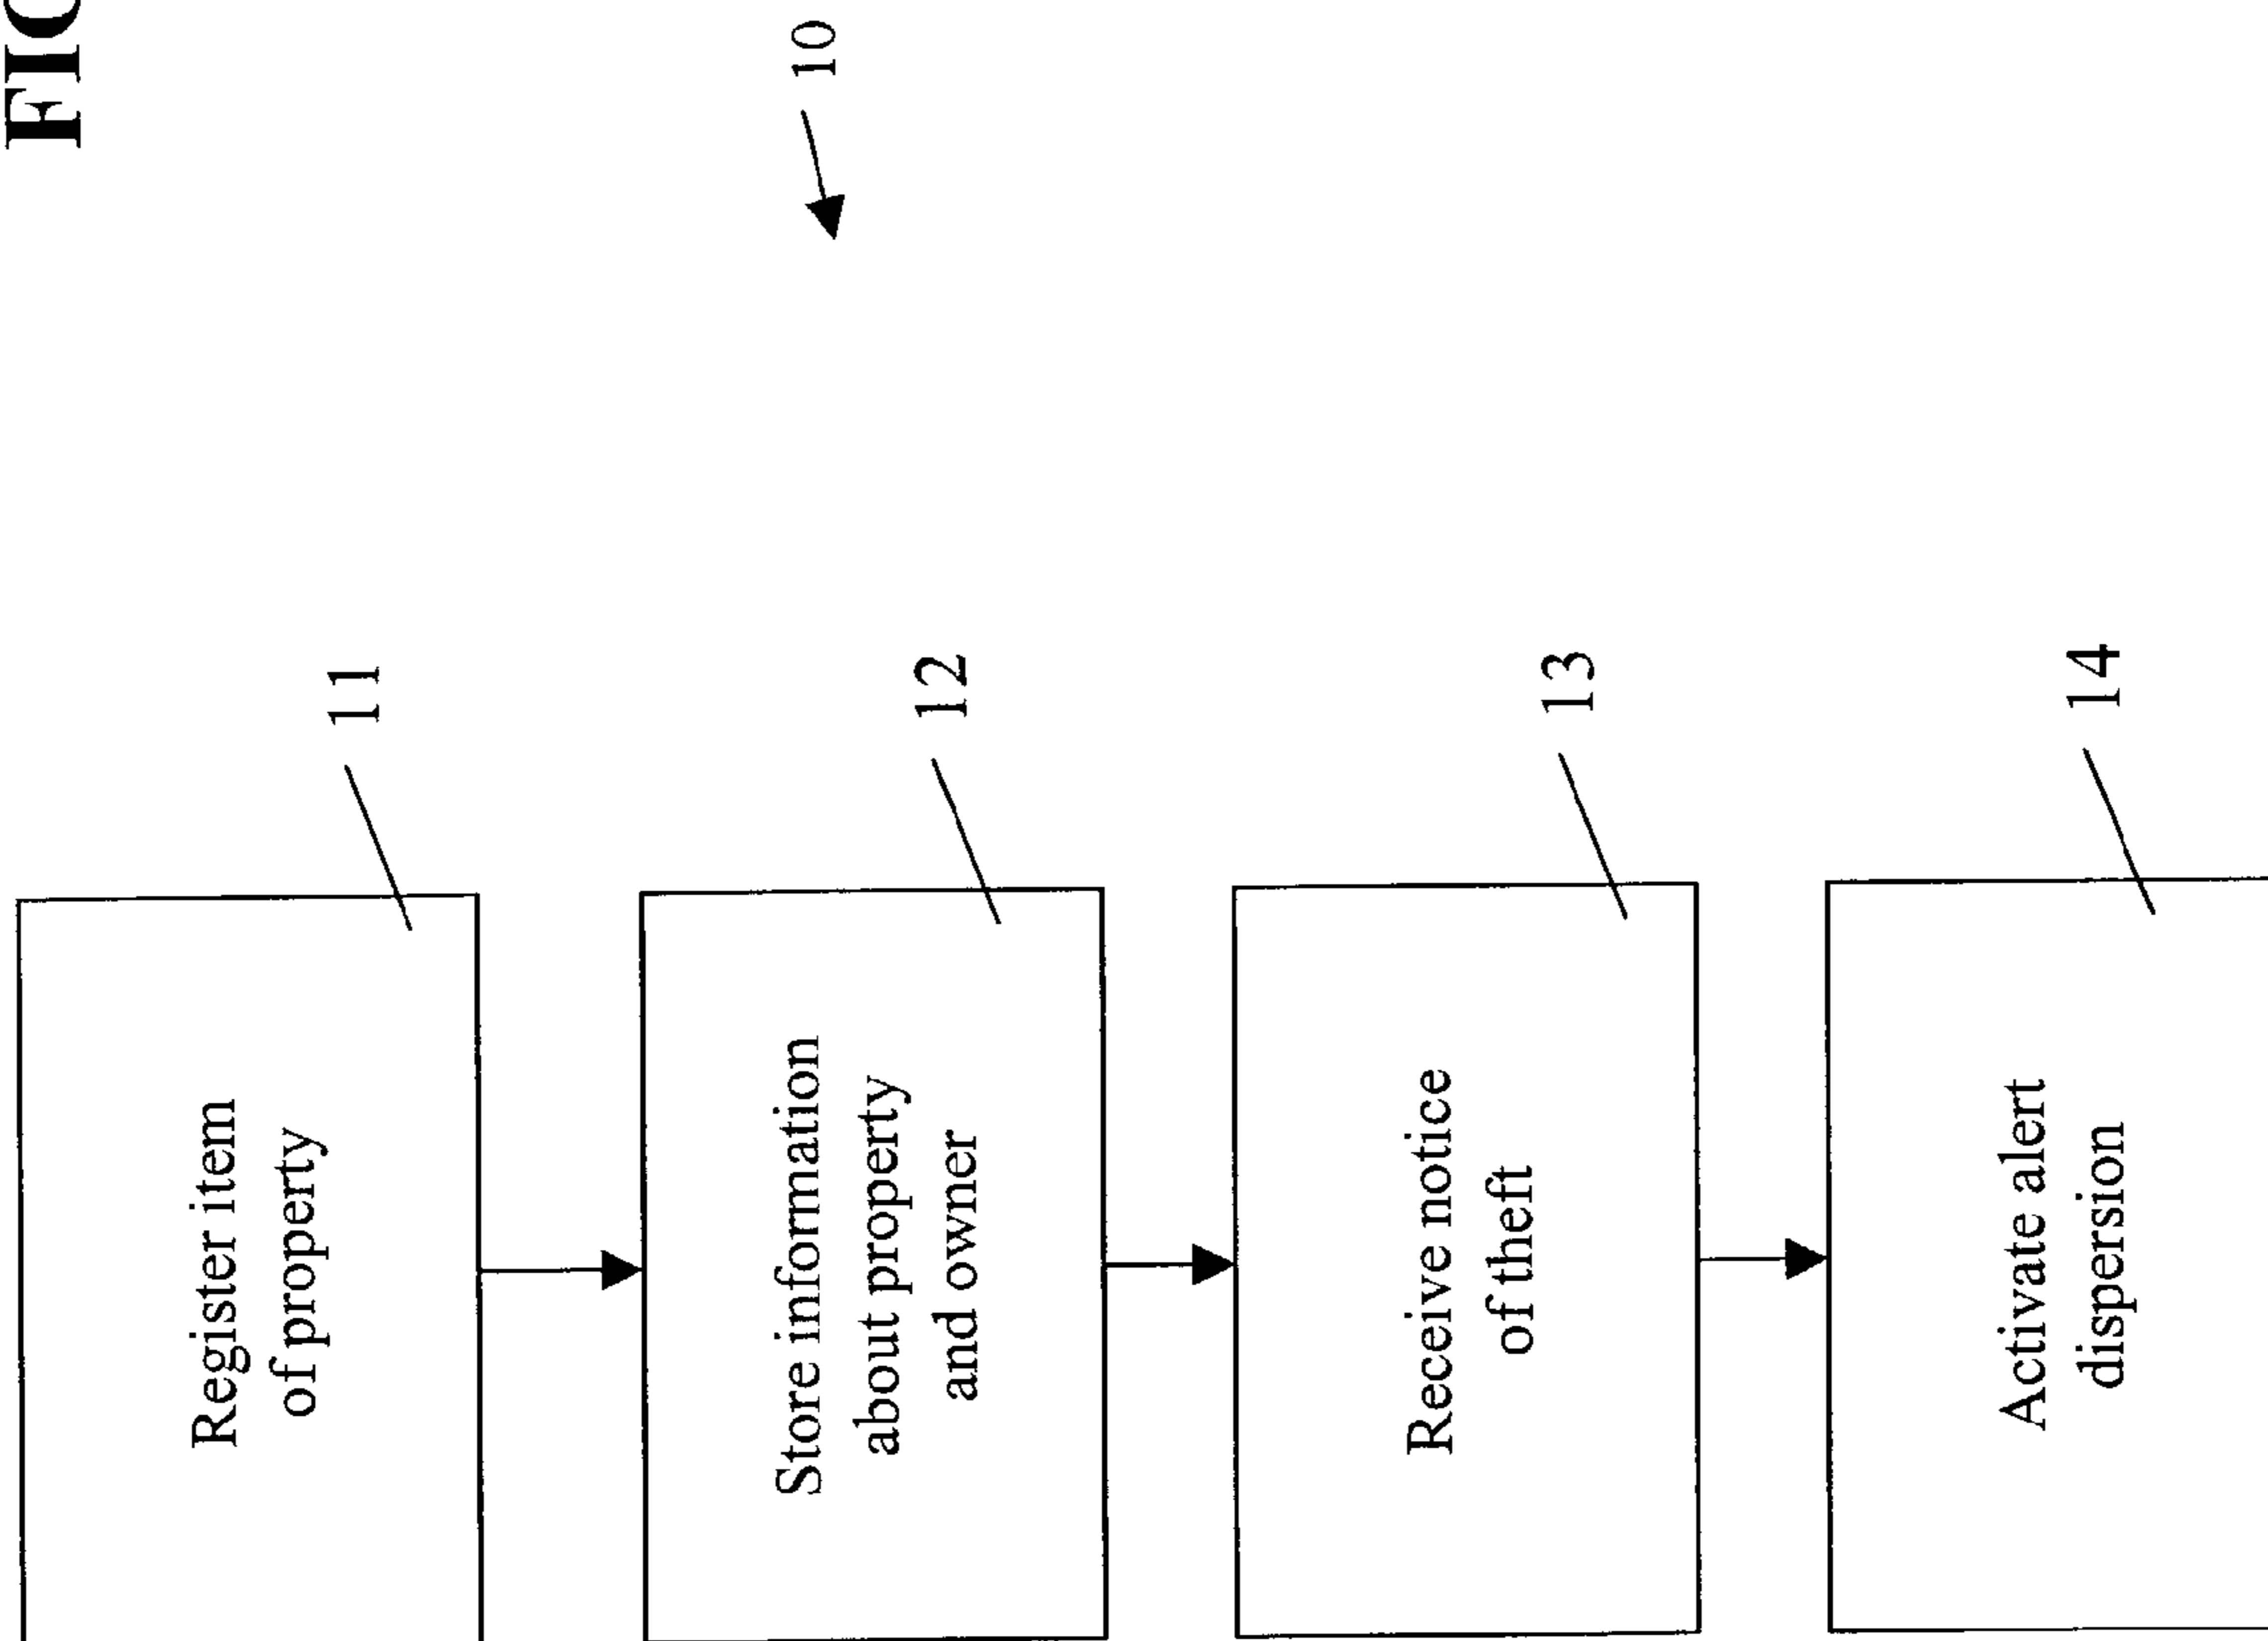 FIG
10
11
Register item
of property
12
Store information
about property
and owner
13
Receive notice
of theft
14
Activate alert
dispersion